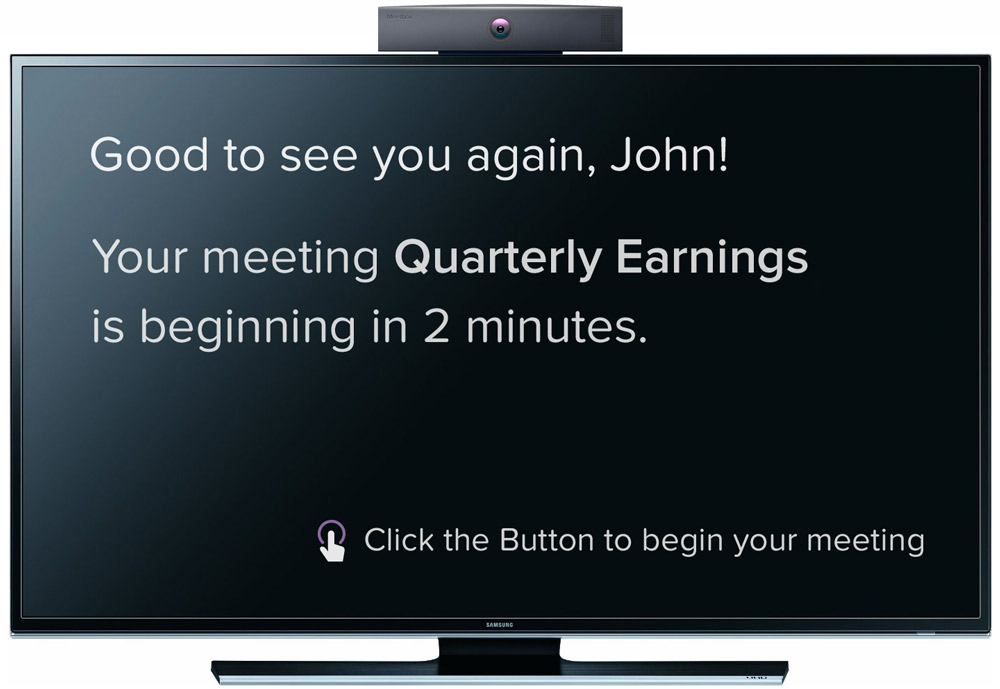 Good to see you again, John!
Your meeting Quarterly Earnings
is beginning in 2 minutes.
Click the Button to begin your meeting
SAMSUNG